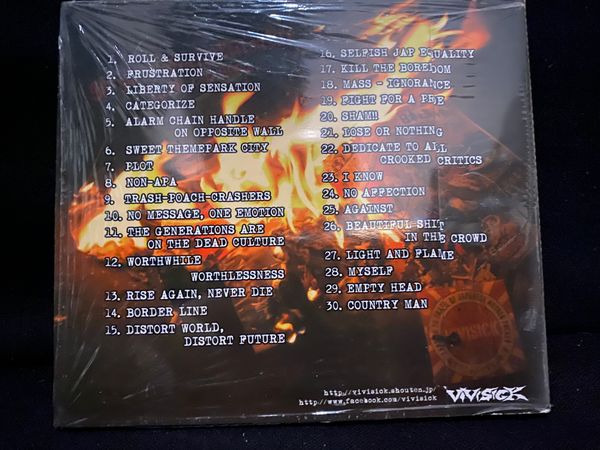 1. ROLL & SURVIVE
2. FRUSTRATION
3. LIBERTY OF SENSATION
4. CATEGORIZE
5. ALARM CHAIN HANDLE
ON OPPOSITE WALL
6. SWEET THEMEPARK CITY
7. PLOT
8. NON-APA
9. TRASH-POACH-CRASHERS
10. NO MESSAGE, ONE EMOTION
11. THE GENERATIONS ARE
ON THE DEAD CULTURE
12. WORTHWHILE
WORTHLESSNESS
13. RISE AGAIN, NEVER DIE
14. BORDER LINE
15. DISTORT WORLD,
DISTORT FUTURE
16. SELFISH JAP EQUALITY
17. KILL THE BOREDOM
18. MASS - IGNORANCE
19. FIGHT FOR A
20. SHAM!!
21. LOSE OR NOTHING
22. DEDICATE TO ALL
CROOKED CRITICS
23. I KNOW
24. NO AFFECTION
25. AGAINST
26. BEAUTIFUL SHIT
IN THE CROWD
27. LIGHT AND FLAME
28. MYSELF
29. EMPTY HEAD
30. COUNTRY MAN
http://vivisick.shouten.jp/
http://www.facebook.com/vivisick
ViViSiCK